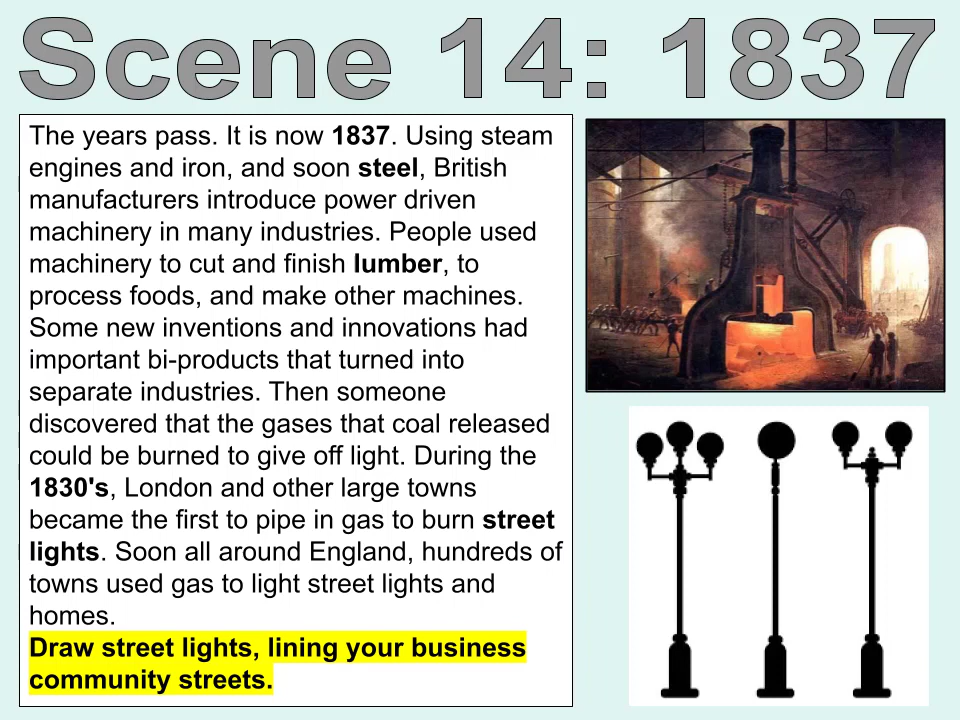 Scene 14: 1837
The years pass. It is now 1837. Using steam
engines and iron, and soon steel, British
manufacturers introduce power driven
machinery in many industries. People used
machinery to cut and finish lumber, to
process foods, and make other machines.
Some new inventions and innovations had
important bi-products that turned into
separate industries. Then someone
discovered that the gases that coal released
could be burned to give off light. During the
1830's, London and other large towns
became the first to pipe in gas to burn street
lights. Soon all around England, hundreds of
towns used gas to light street lights and
homes.
Draw street lights, lining your business
community streets.